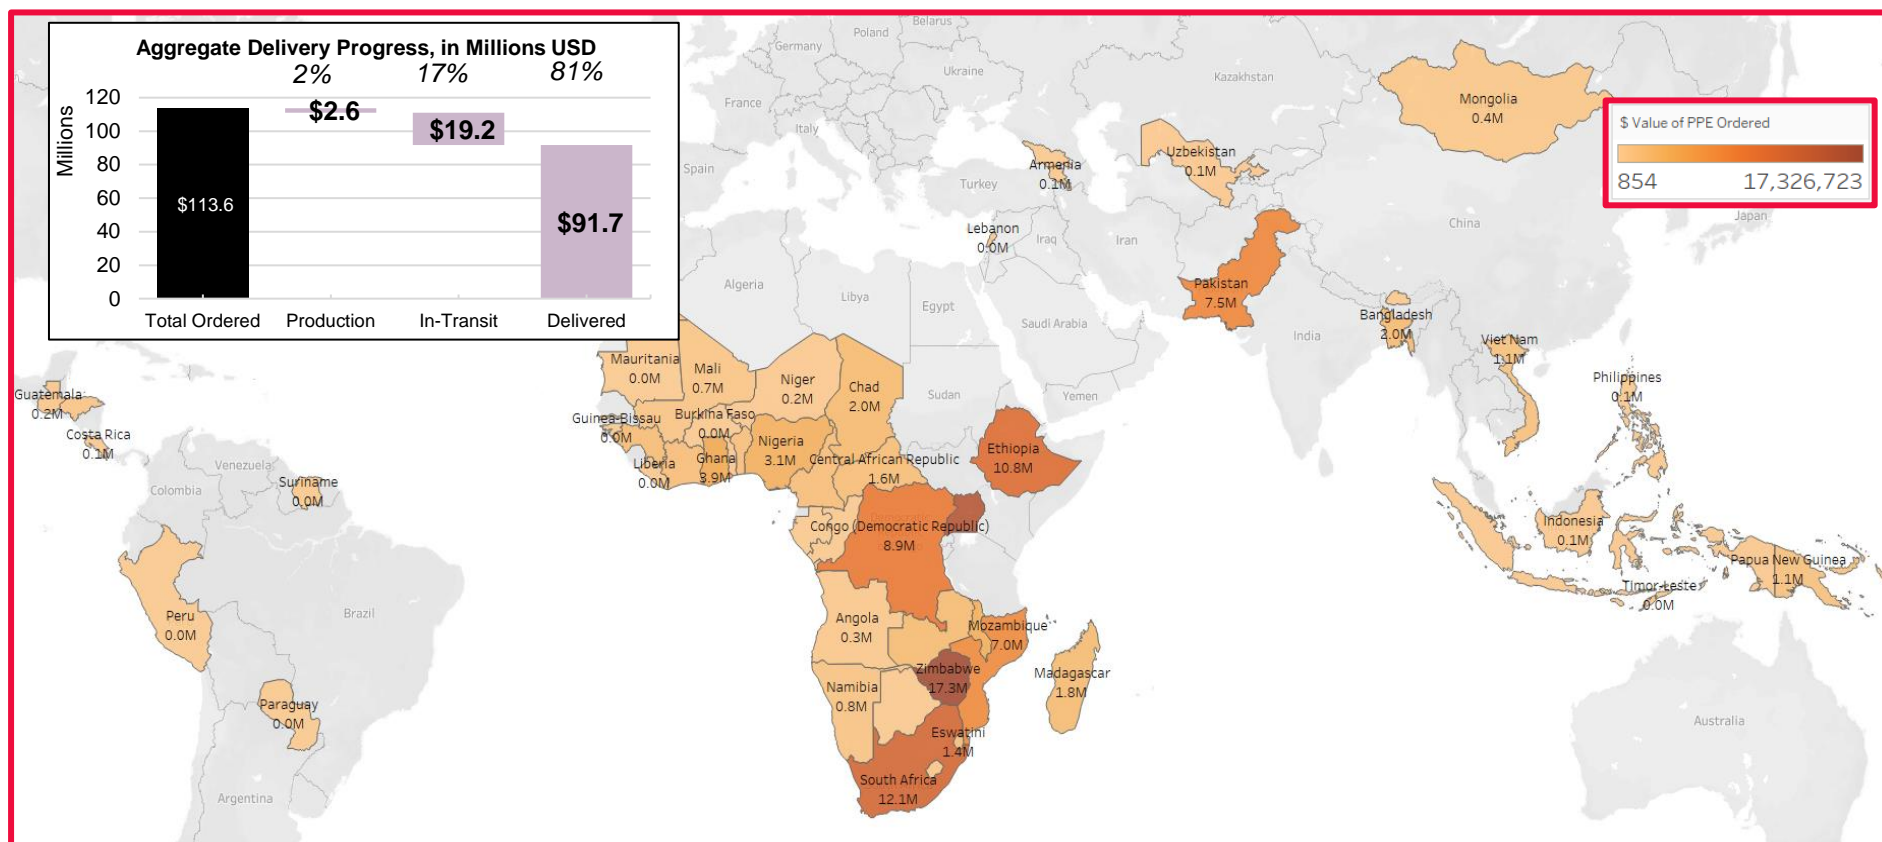 Aggregate Delivery Progress, in Millions USD
2% 17% 81%
Millions
120
100
80
60
40
20
0
$113.6
$2.6
$19.2
$91.7
Total Ordered Production In-Transit Delivered
$ Value of PPE Ordered
854 17,326,723
Belarus
Poland
Germany
Ukraine
Kazakhstan
France
Italy
Spain
Turkey
Mongolia
0.4M
Uzbekistan
0.1M
Armenia
0.1M
Lebanon
0.0M
Iraq
Iran
China
Japan
Algeria
Libya
Egypt
Saudi Arabia
Pakistan
7.5M
India
Bangladesh
2.0M
Viet Nam
1.1M
Philippines
0.1M
Mauritania
0.0M
Mali
0.7M
Niger
0.2M
Chad
2.0M
Sudan
Yemen
Guatemala
0.2M
Costa Rica
0.1M
Venezuela
Colombia
Suriname
0.0M
Guinea-Bissau
0.0M
Burkina Faso
0.0M
Liberia
0.0M
Ghana
3.9M
Nigeria
3.1M
Central African Republic
1.6M
Ethiopia
10.8M
Congo (Democratic Republic)
8.9M
Indonesia
0.1M
Papua New Guinea
1.1M
Timor-Leste
0.0M
Peru
0.0M
Brazil
Angola
0.3M
Mozambique
7.0M
Zimbabwe
17.3M
Madagascar
1.8M
Namibia
0.8M
Paraguay
0.0M
Eswatini
1.4M
South Africa
12.1M
Argentina
Australia